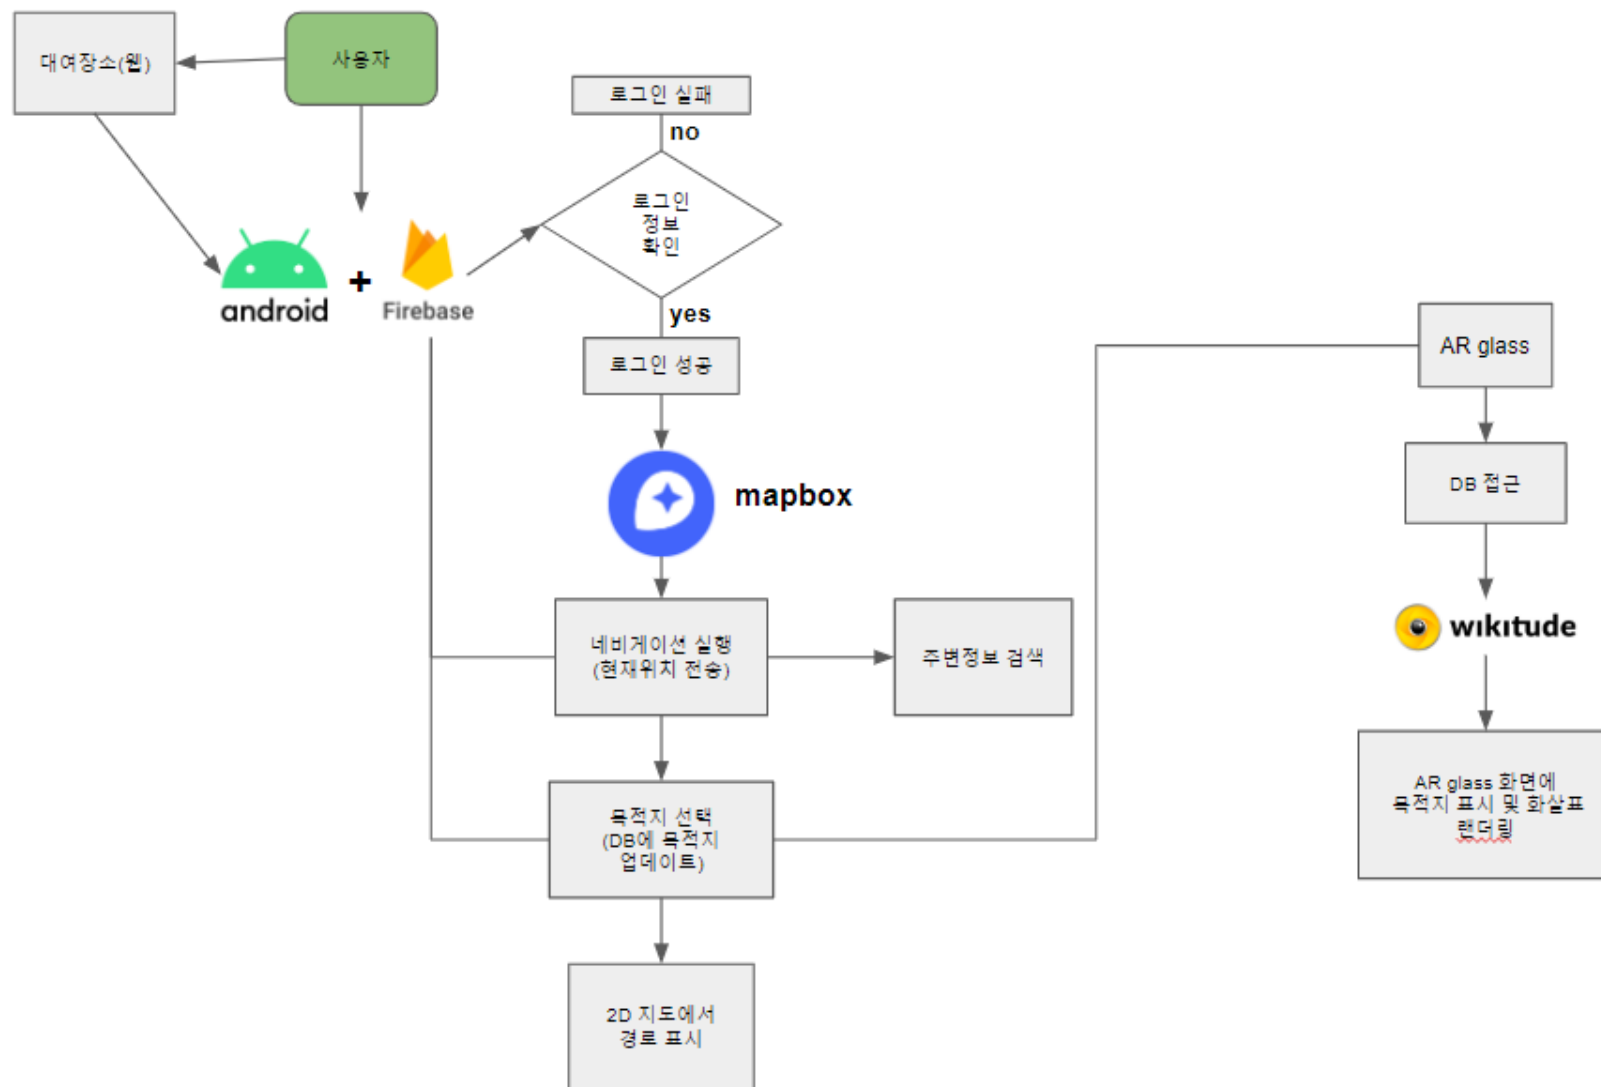 대여장소(웹)
사용자
로그인 실패
no
로그인
정보
확인
android
+
Firebase
yes
로그인 성공
AR glass
mapbox
DB 접근
네비게이션 실행
(현재위치 전송)
주변정보 검색
wikitude
목적지 선택
(DB에 목적지
업데이트)
AR glass 화면에
목적지 표시 및 화살표
랜더링
2D 지도에서
경로 표시